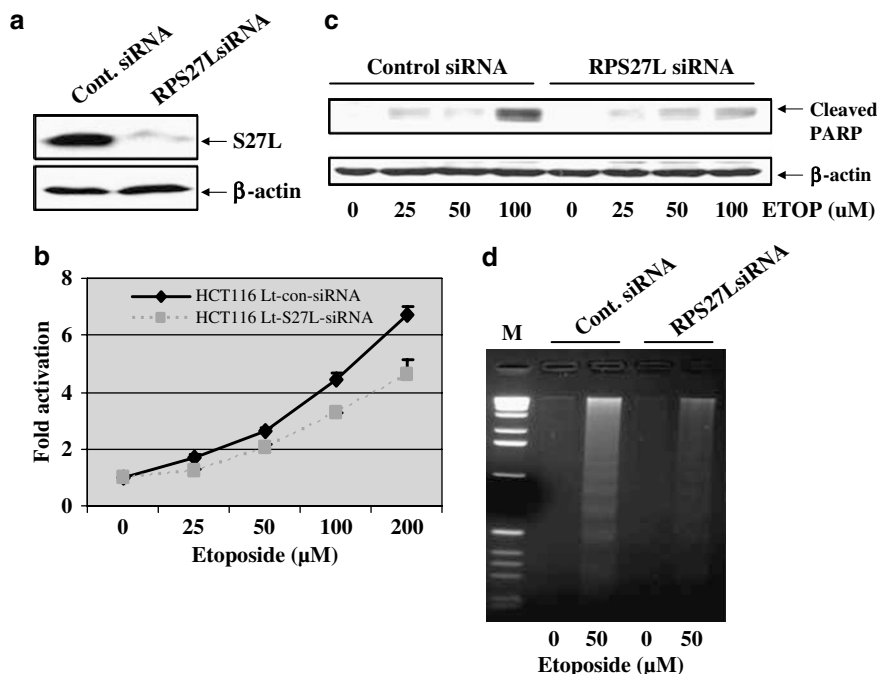 a
Cont. siRNA
RPS27LsiRNA
S27L
β-actin
b
8
6
4
2
0
Fold activation
HCT116 Lt-con-siRNA
HCT116 Lt-S27L-siRNA
0 25 50 100 200
Etoposide (µM)
c
Control siRNA RPS27L siRNA
Cleaved
PARP
β-actin
0 25 50 100 0 25 50 100 ETOP (uM)
d
M
Cont. siRNA
RPS27LsiRNA
0 50 0 50
Etoposide (µM)